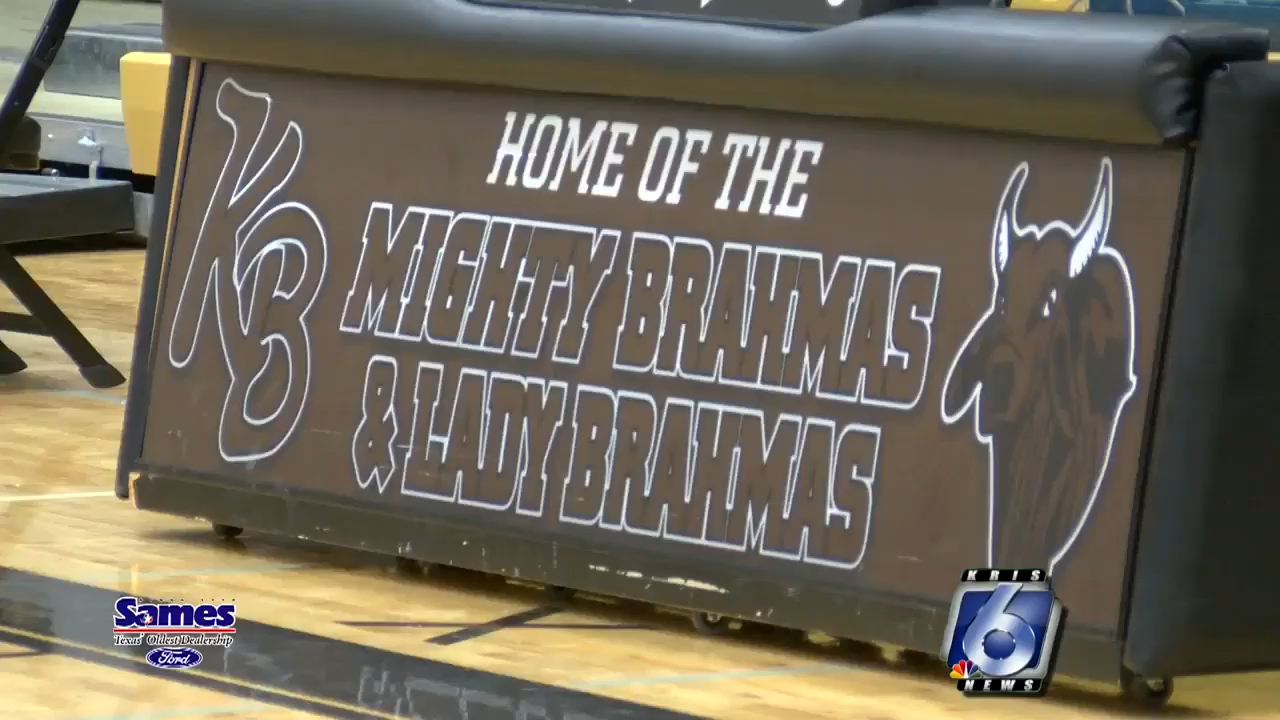 KB
HOME OF THE
MIGHTY BRAHMAS
& LADY BRAHMAS
Sames
Texas' Oldest Dealership
Ford
KRIS
6
NEWS